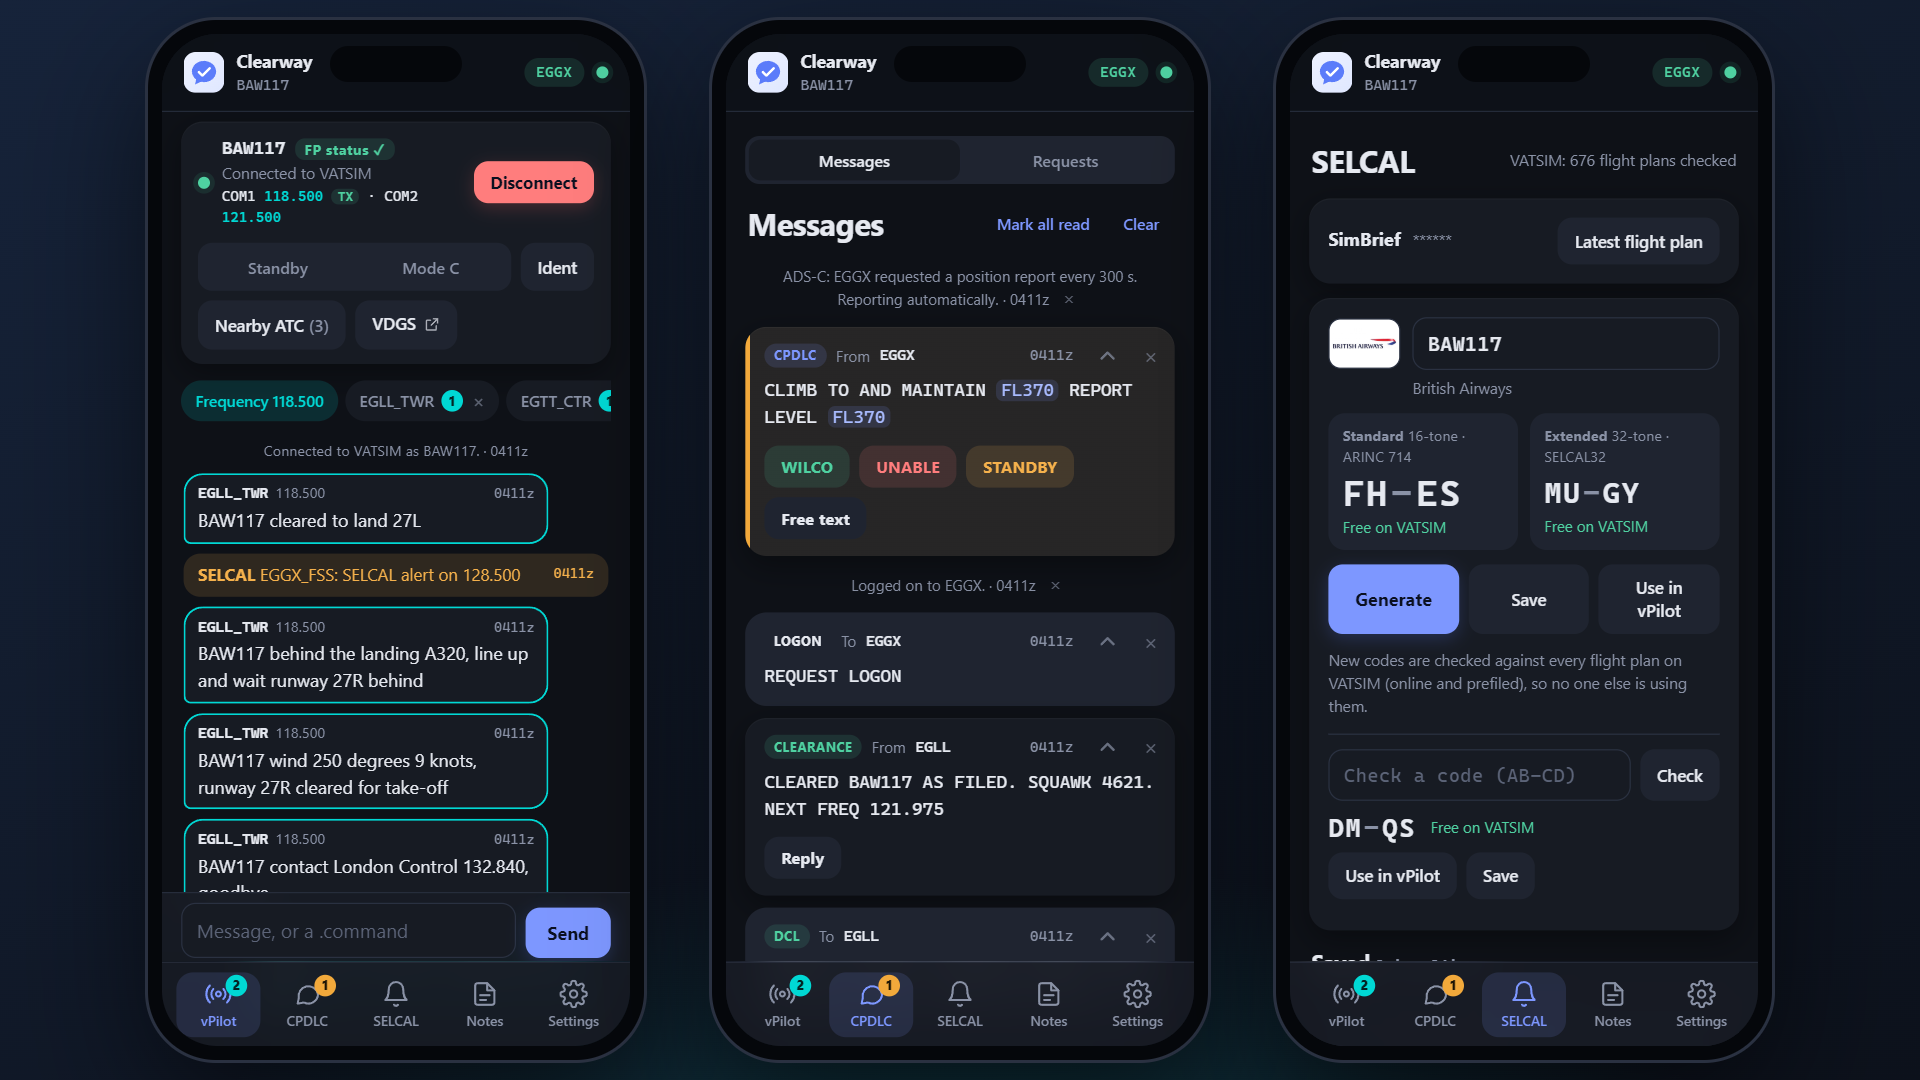 Clearway
BAW117
EGGX
BAW117 FP status ✓
Connected to VATSIM
COM1 118.500 TX · COM2
121.500
Disconnect
Standby Mode C Ident
Nearby ATC (3) VDGS
Frequency 118.500 EGLL_TWR 1 × EGTT_CTR
Connected to VATSIM as BAW117. · 0411z
EGLL_TWR 118.500 0411z
BAW117 cleared to land 27L
SELCAL EGGX_FSS: SELCAL alert on 128.500 0411z
EGLL_TWR 118.500 0411z
BAW117 behind the landing A320, line up
and wait runway 27R behind
EGLL_TWR 118.500 0411z
BAW117 wind 250 degrees 9 knots,
runway 27R cleared for take-off
EGLL_TWR 118.500 0411z
BAW117 contact London Control 132.840,
goodbye
Message, or a .command
Send
2 1
vPilot CPDLC SELCAL Notes Settings
Clearway
BAW117
EGGX
Messages Requests
Messages Mark all read Clear
ADS-C: EGGX requested a position report every 300 s.
Reporting automatically. · 0411z ×
CPDLC From EGGX 0411z ×
CLIMB TO AND MAINTAIN FL370 REPORT
LEVEL FL370
WILCO UNABLE STANDBY
Free text
Logged on to EGGX. · 0411z ×
LOGON To EGGX 0411z ×
REQUEST LOGON
CLEARANCE From EGLL 0411z ×
CLEARED BAW117 AS FILED. SQUAWK 4621.
NEXT FREQ 121.975
Reply
DCL To EGLL 0411z ×
2 1
vPilot CPDLC SELCAL Notes Settings
Clearway
BAW117
EGGX
SELCAL VATSIM: 676 flight plans checked
SimBrief ****** Latest flight plan
BRITISH AIRWAYS BAW117
British Airways
Standard 16-tone ·
ARINC 714
FH-ES
Free on VATSIM
Extended 32-tone ·
SELCAL32
MU-GY
Free on VATSIM
Generate
Save
Use in
vPilot
New codes are checked against every flight plan on
VATSIM (online and prefiled), so no one else is using
them.
Check a code (AB-CD) Check
DM-QS Free on VATSIM
Use in vPilot Save
2 1
vPilot CPDLC SELCAL Notes Settings